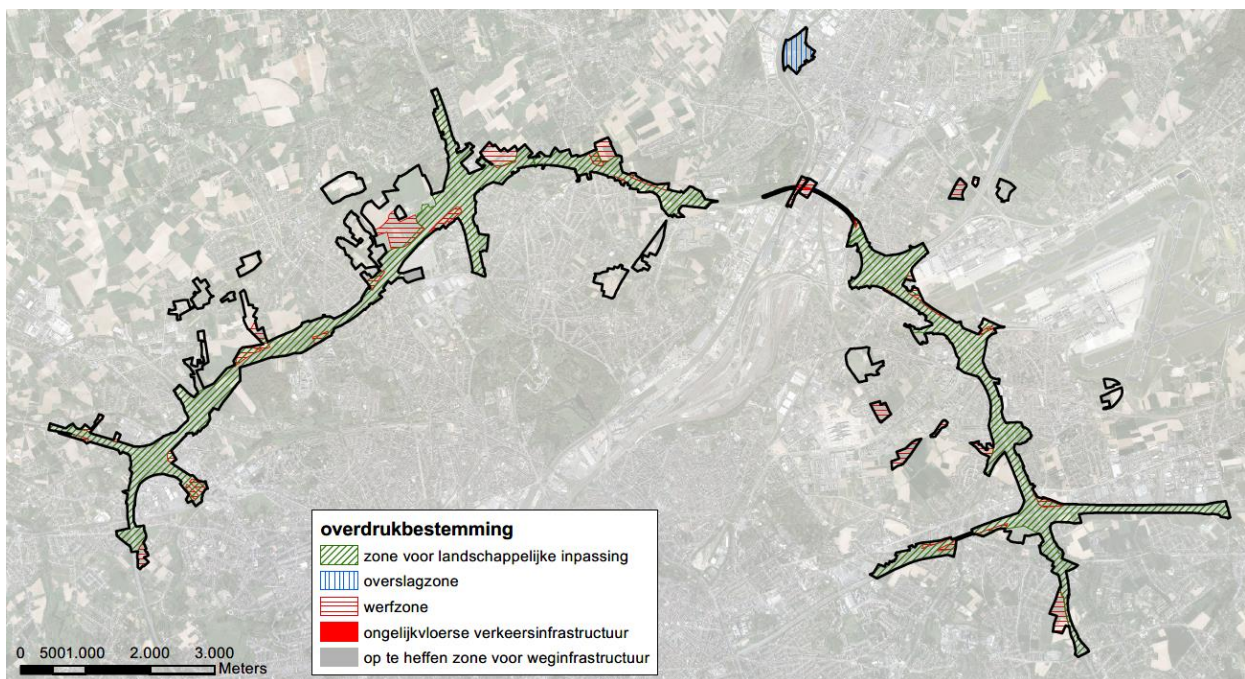 overdrukbestemming
zone voor landschappelijke inpassing
overslagzone
werfzone
ongelijkvloerse verkeersinfrastructuur
op te heffen zone voor weginfrastructuur
0 5001.000 2.000 3.000
Meters